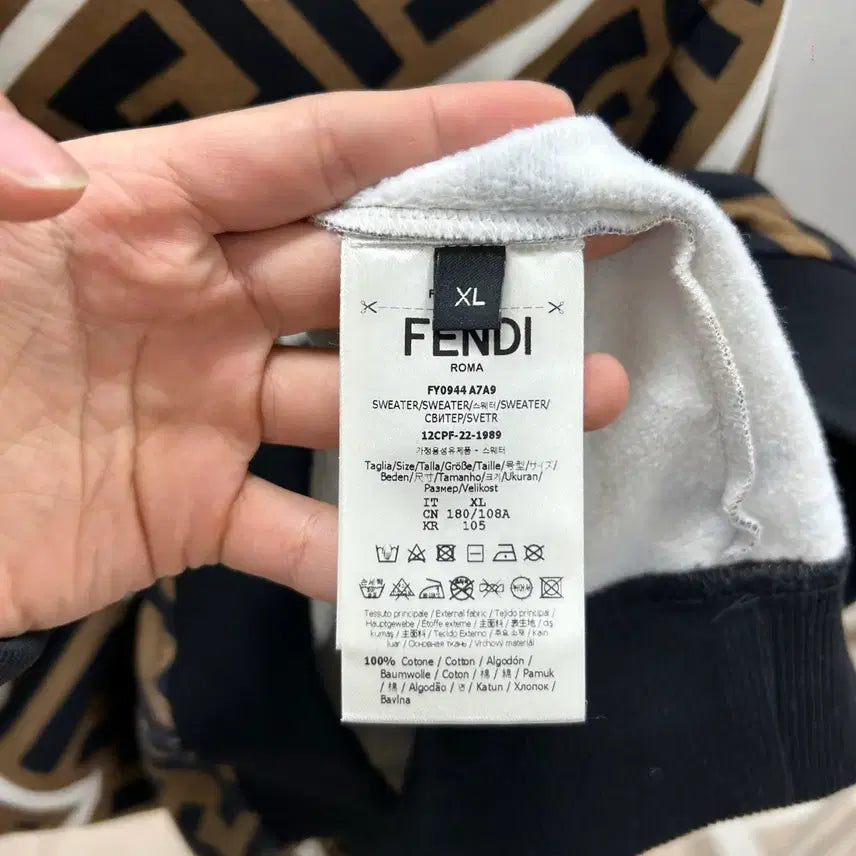 XL
FENDI
ROMA
FY0944 A7A9
SWEATER/SWEATER/스웨터/SWEATER/
СВИТЕР/SVETR
12CPF-22-1989
가정용섬유제품 - 스웨터
Taglia/Size/Talla/Größe/Taille/号型/サイズ/
Beden/尺寸/Tamanho/크기/Ukuran/
Размер/Velikost
IT XL
CN 180/108A
KR 105
Tessuto principale / External fabric / Tejido principal /
Hauptgewebe / Étoffe externe / 主面料 / 表生地 / dış
kumaş / 主面料 / Tecido Externo / 주요 소재 / Kain
luar / Основная ткань / Vrchový materiál
100% Cotone / Cotton / Algodón /
Baumwolle / Coton / 棉 / 綿 / Pamuk
/ 棉 / Algodão / 면 / Katun / Хлопок /
Bavlna